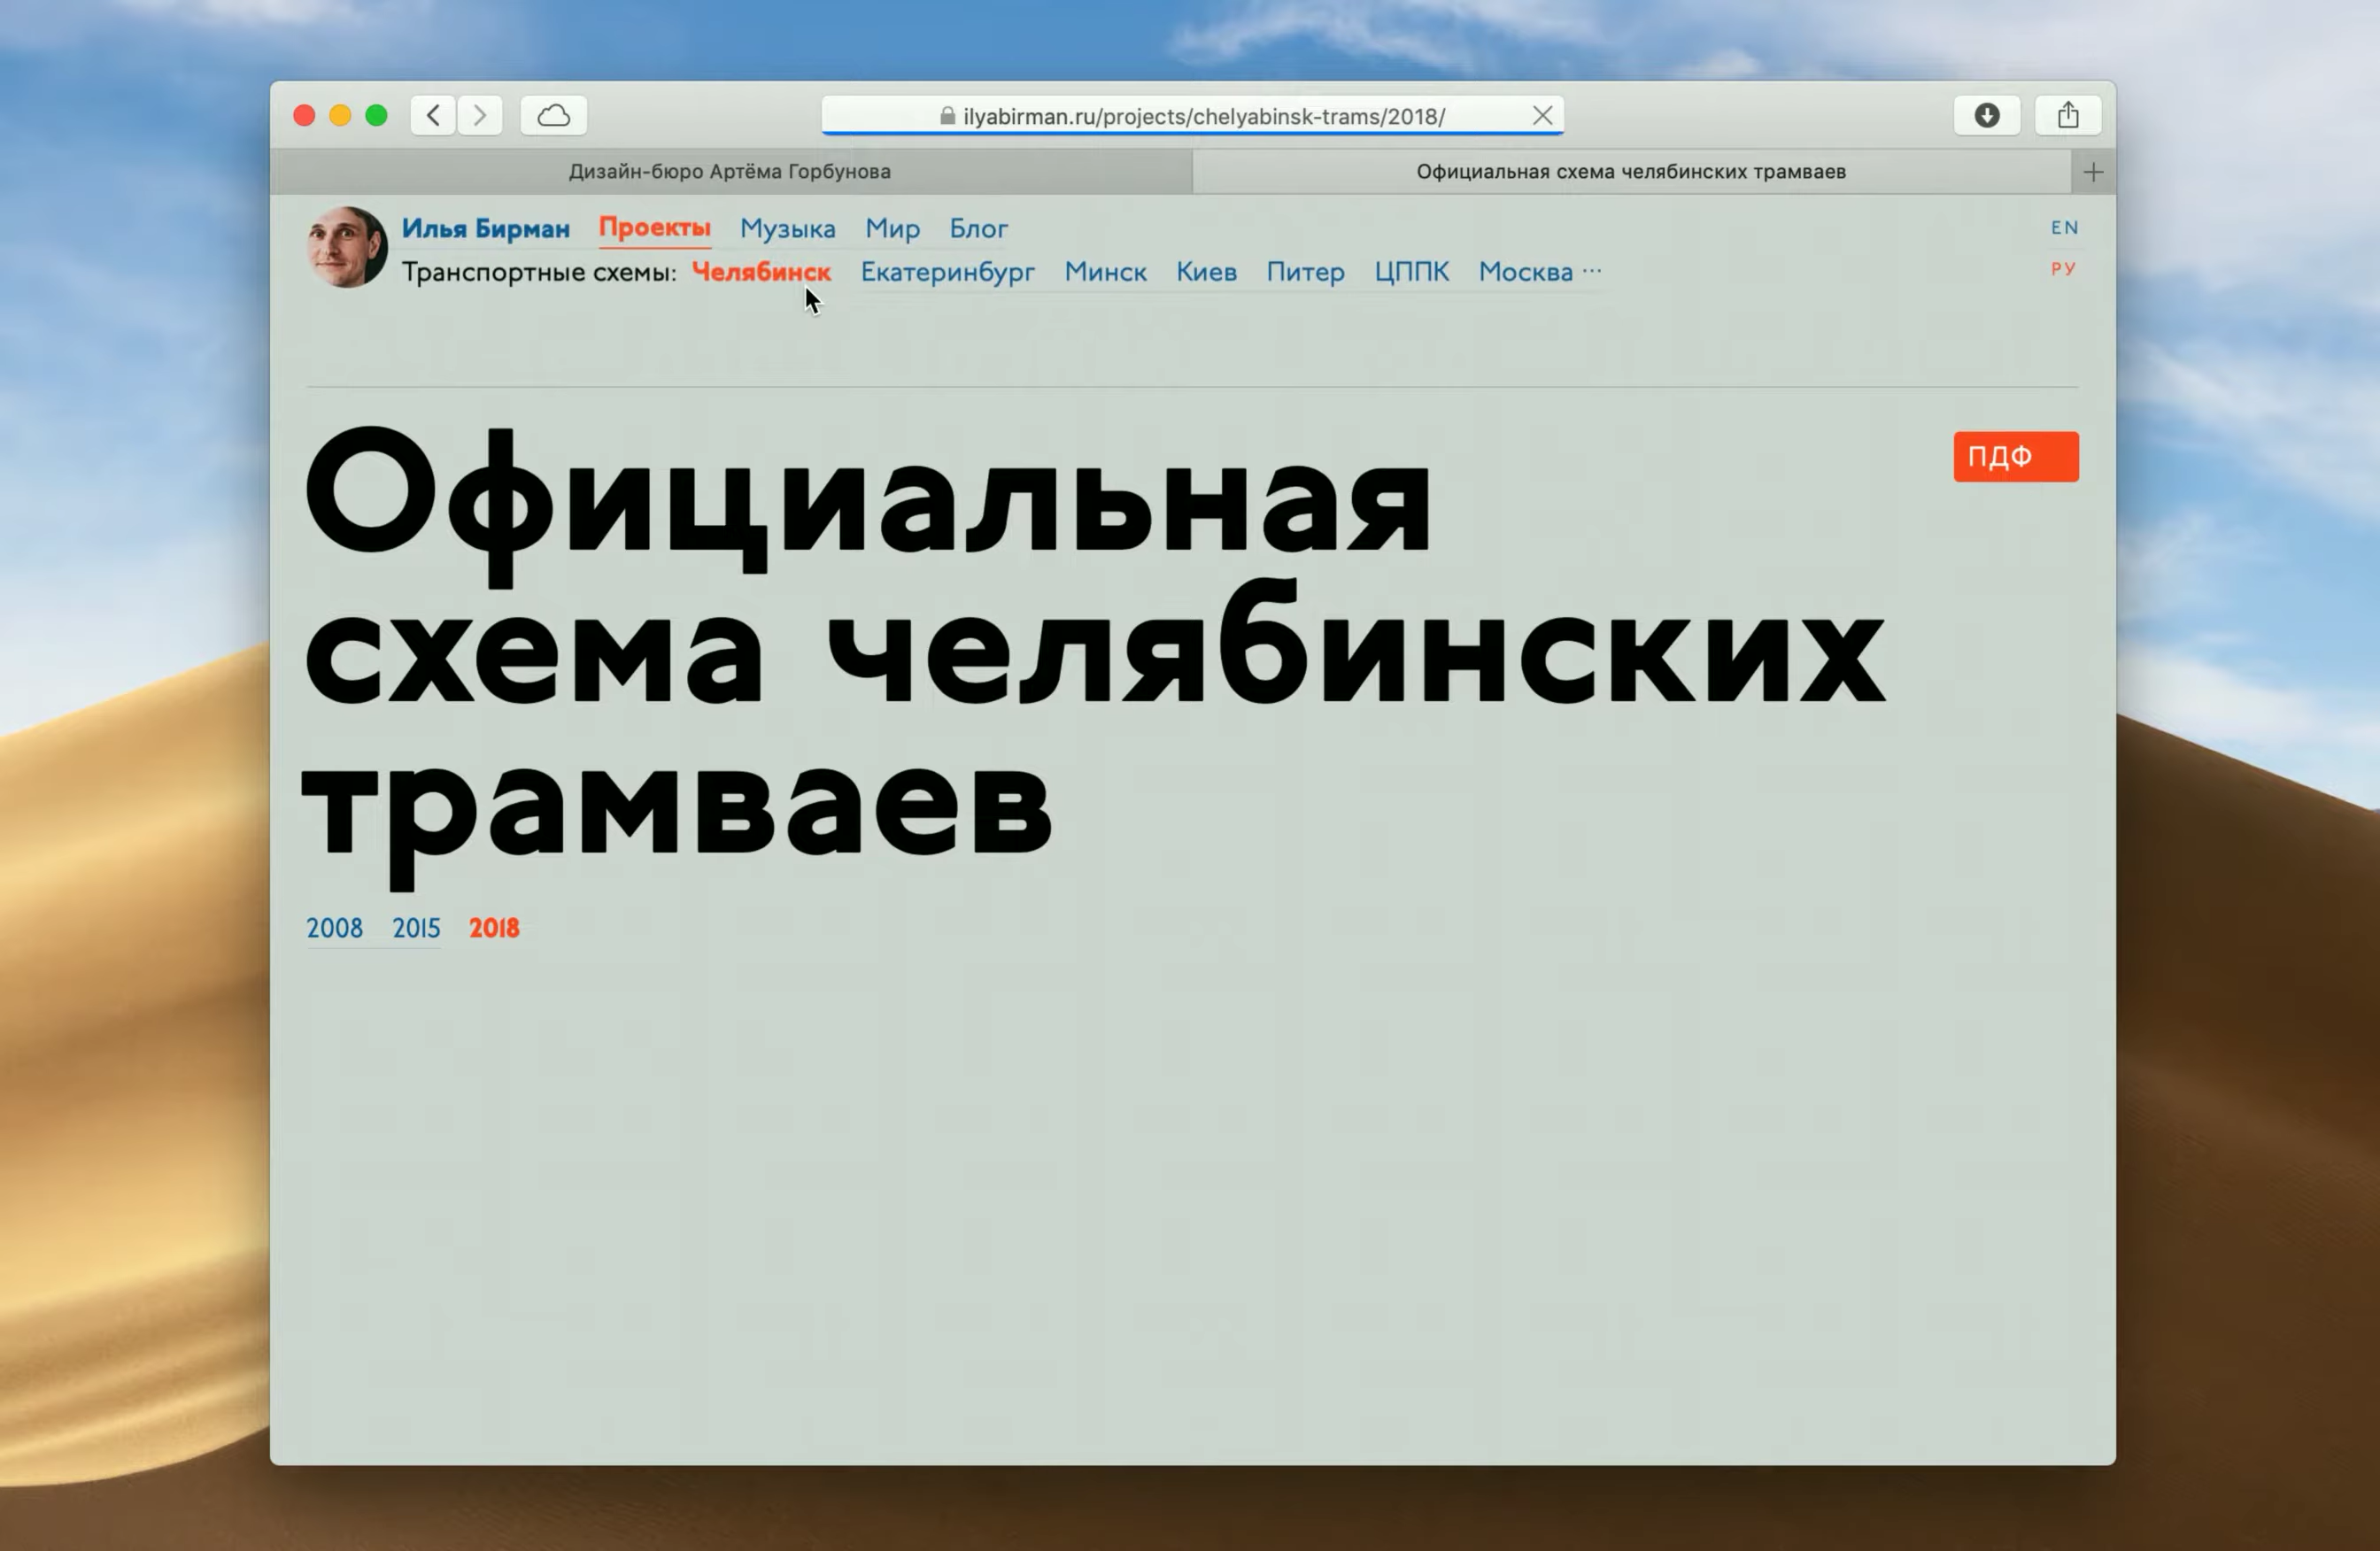 ilyabirman.ru/projects/chelyabinsk-trams/2018/
Дизайн-бюро Артёма Горбунова
Официальная схема челябинских трамваев
Илья Бирман Проекты Музыка Мир Блог
EN
Транспортные схемы: Челябинск Екатеринбург Минск Киев Питер ЦППК Москва ···
РУ
Официальная
ПДФ
схема челябинских
трамваев
2008 2015 2018